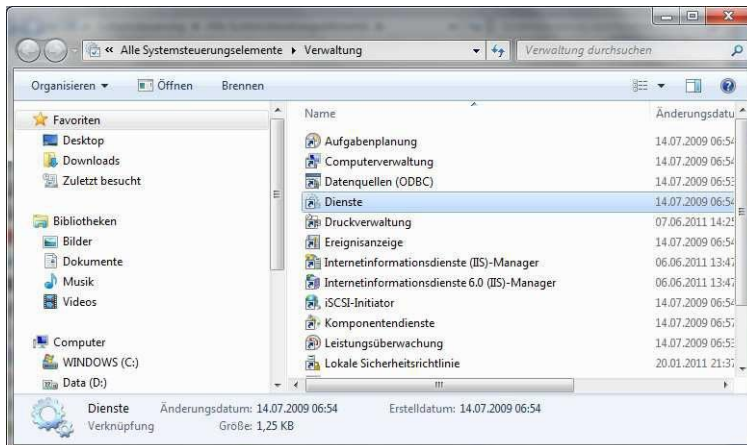 « Alle Systemsteuerungselemente ▸ Verwaltung
Verwaltung durchsuchen
Organisieren Öffnen Brennen
Favoriten
Desktop
Downloads
Zuletzt besucht
Bibliotheken
Bilder
Dokumente
Musik
Videos
Computer
WINDOWS (C:)
Data (D:)
Name Änderungsdatu
Aufgabenplanung 14.07.2009 06:54
Computerverwaltung 14.07.2009 06:54
Datenquellen (ODBC) 14.07.2009 06:53
Dienste 14.07.2009 06:54
Druckverwaltung 07.06.2011 14:25
Ereignisanzeige 14.07.2009 06:54
Internetinformationsdienste (IIS)-Manager 06.06.2011 13:47
Internetinformationsdienste 6.0 (IIS)-Manager 06.06.2011 13:47
iSCSI-Initiator 14.07.2009 06:54
Komponentendienste 14.07.2009 06:57
Leistungsüberwachung 14.07.2009 06:53
Lokale Sicherheitsrichtlinie 20.01.2011 21:37
Dienste Änderungsdatum: 14.07.2009 06:54 Erstelldatum: 14.07.2009 06:54
Verknüpfung Größe: 1,25 KB